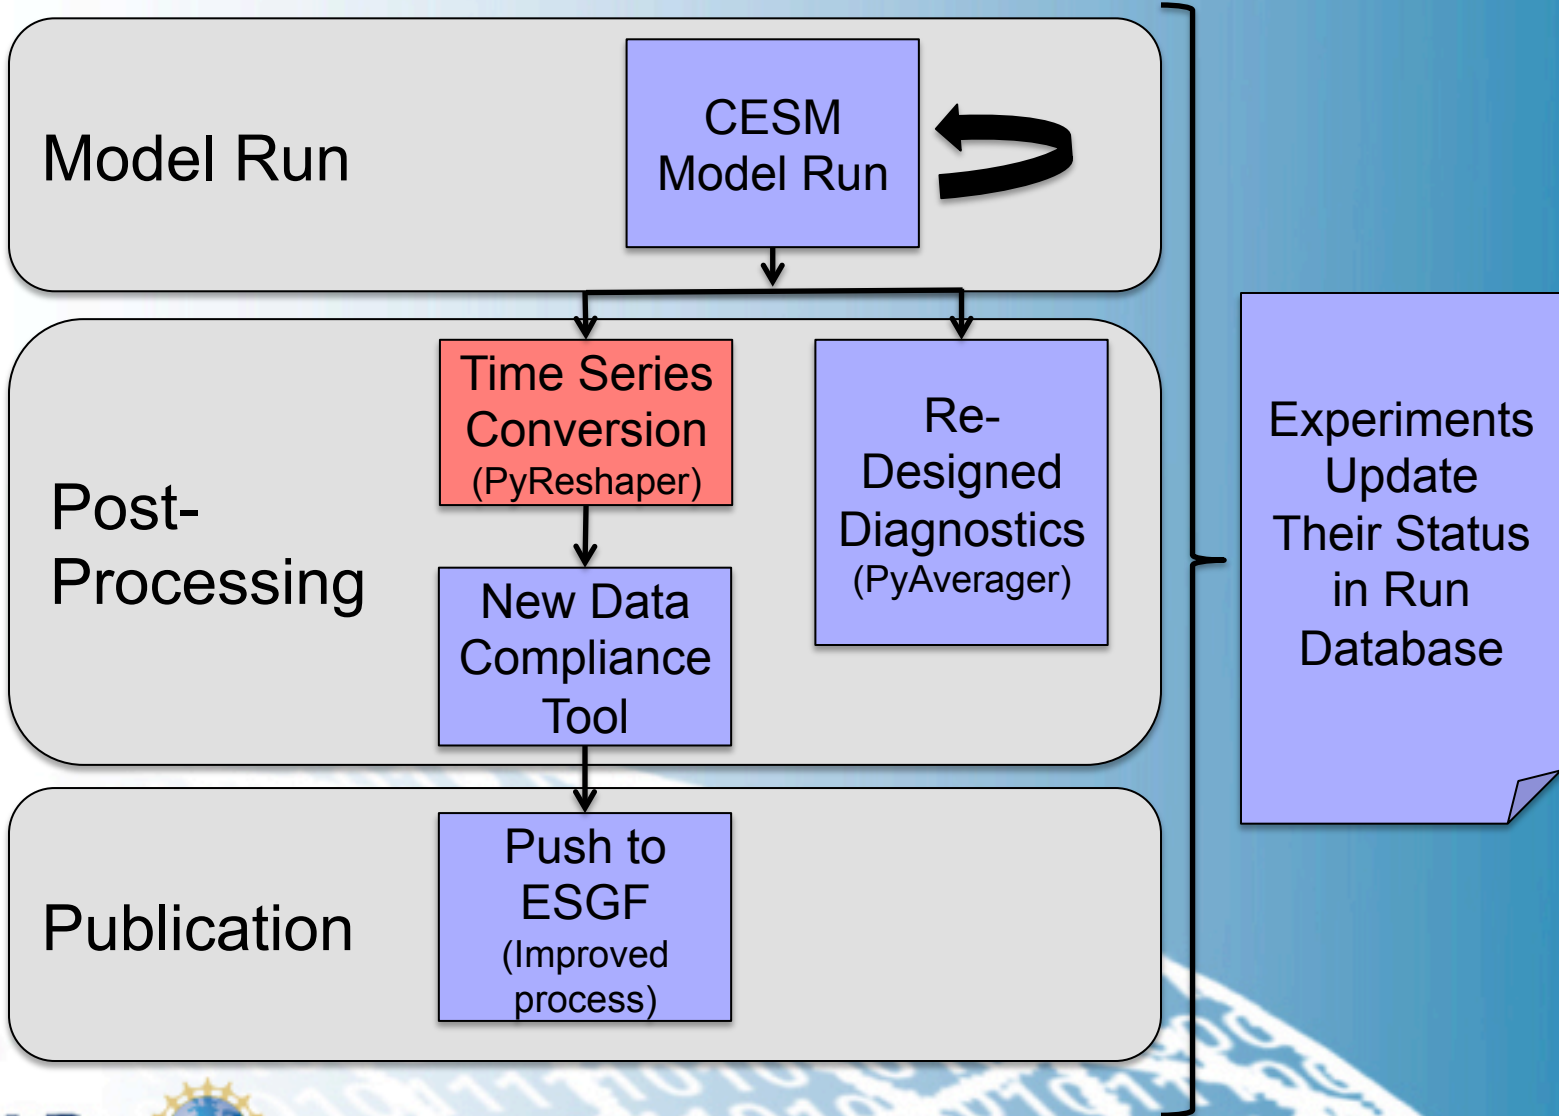 Model Run
CESM
Model Run
Post-
Processing
Time Series
Conversion
(PyReshaper)
New Data
Compliance
Tool
Re-
Designed
Diagnostics
(PyAverager)
Publication
Push to
ESGF
(Improved
process)
Experiments
Update
Their Status
in Run
Database